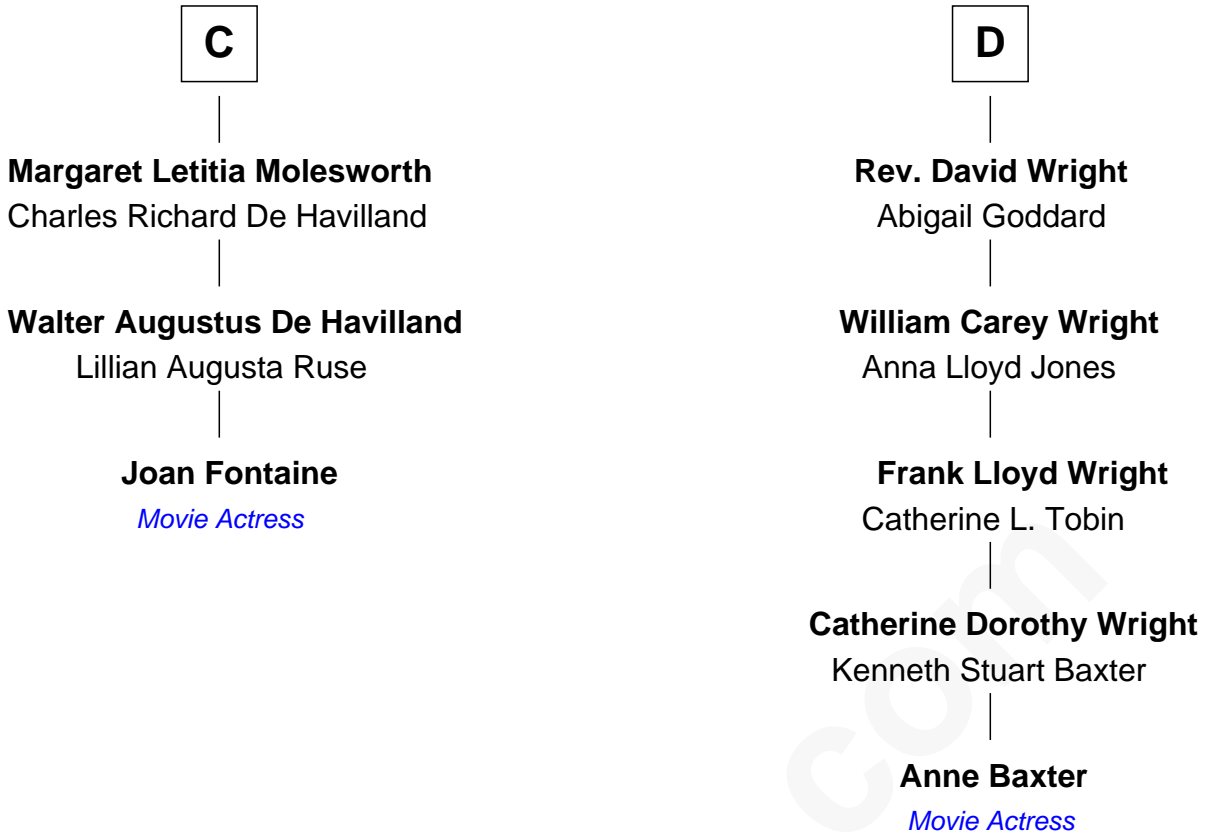 C
Margaret Letitia Molesworth
Charles Richard De Havilland
Walter Augustus De Havilland
Lillian Augusta Ruse
Joan Fontaine
Movie Actress
D
Rev. David Wright
Abigail Goddard
William Carey Wright
Anna Lloyd Jones
Frank Lloyd Wright
Catherine L. Tobin
Catherine Dorothy Wright
Kenneth Stuart Baxter
Anne Baxter
Movie Actress
com